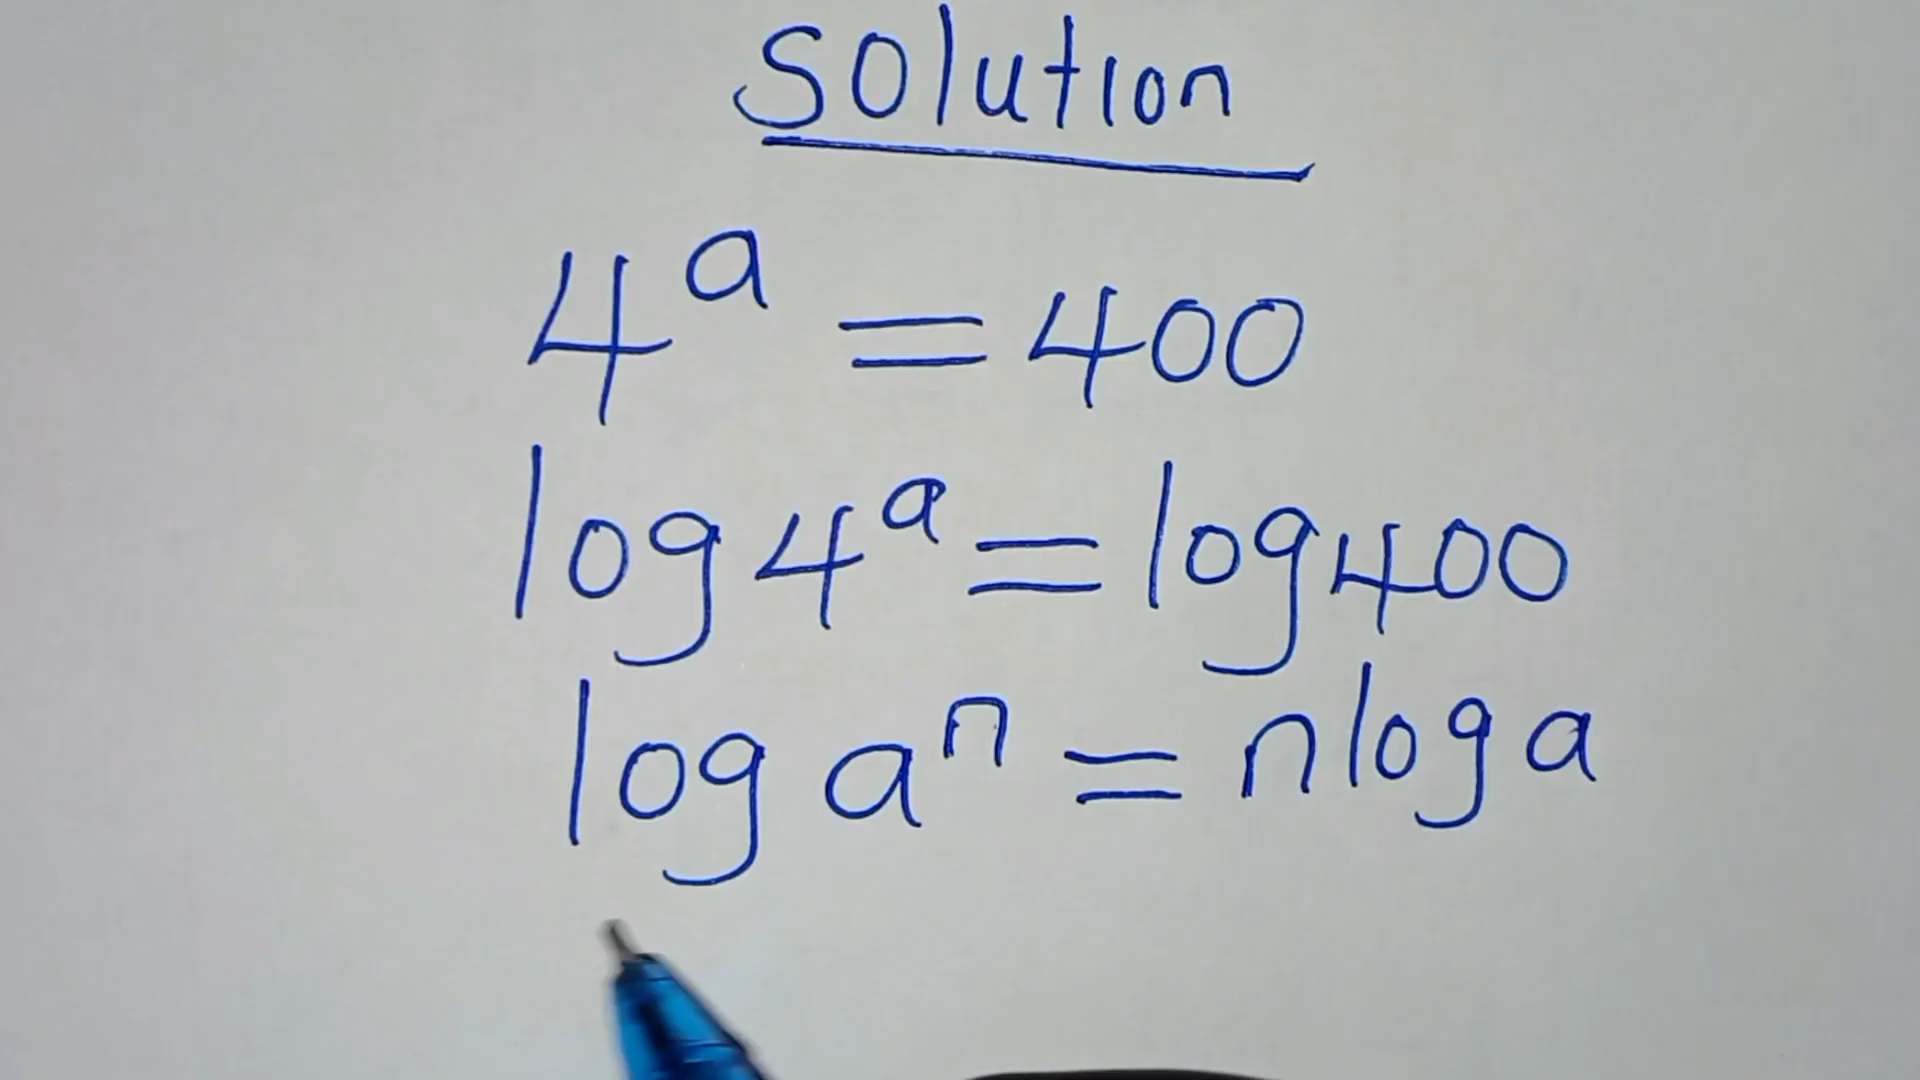 Solution
4^a = 400
log 4^a = log 400
log a^n = n log a